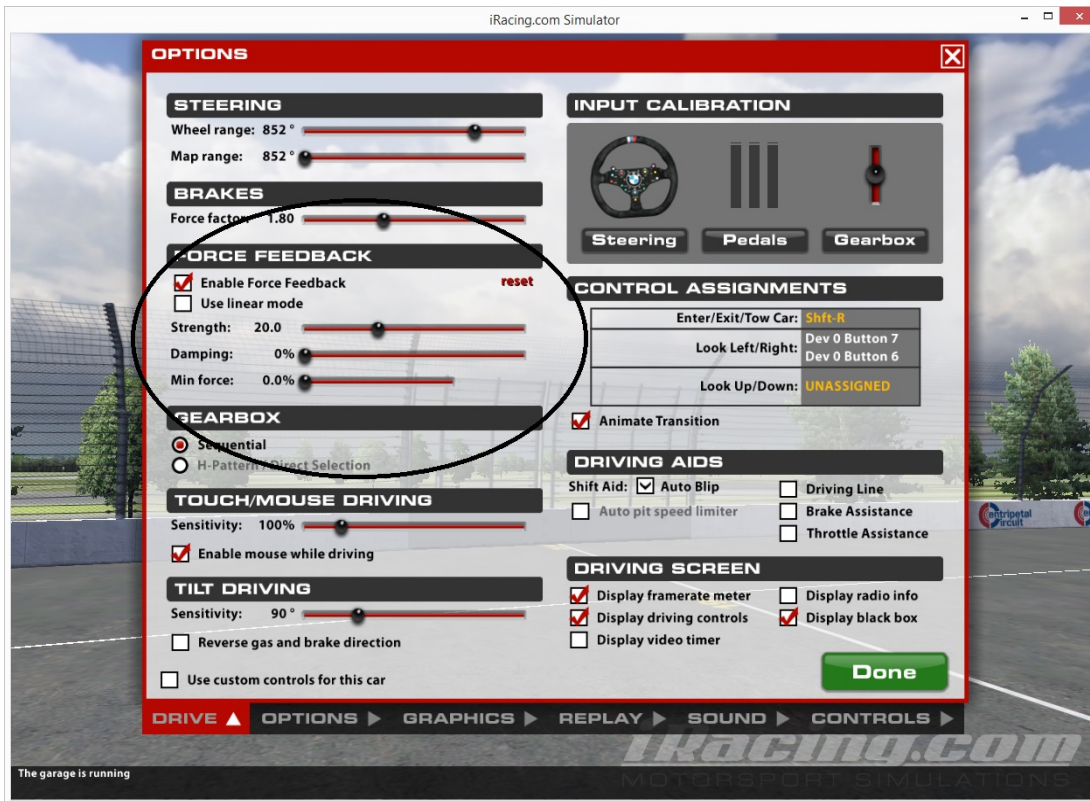 iRacing.com Simulator
OPTIONS
STEERING
Wheel range: 852 °
Map range: 852 °
BRAKES
Force factor: 1.80
FORCE FEEDBACK
Enable Force Feedback
reset
Use linear mode
Strength: 20.0
Damping: 0%
Min force: 0.0%
GEARBOX
Sequential
H-Pattern / Direct Selection
TOUCH/MOUSE DRIVING
Sensitivity: 100%
Enable mouse while driving
TILT DRIVING
Sensitivity: 90 °
Reverse gas and brake direction
Use custom controls for this car
INPUT CALIBRATION
Steering Pedals Gearbox
CONTROL ASSIGNMENTS
Enter/Exit/Tow Car: Shft-R
Look Left/Right: Dev 0 Button 7
Dev 0 Button 6
Look Up/Down: UNASSIGNED
Animate Transition
DRIVING AIDS
Shift Aid: Auto Blip
Driving Line
Auto pit speed limiter
Brake Assistance
Throttle Assistance
DRIVING SCREEN
Display framerate meter
Display radio info
Display driving controls
Display black box
Display video timer
Done
DRIVE OPTIONS GRAPHICS REPLAY SOUND CONTROLS
iRacing.com
MOTORSPORT SIMULATIONS
The garage is running